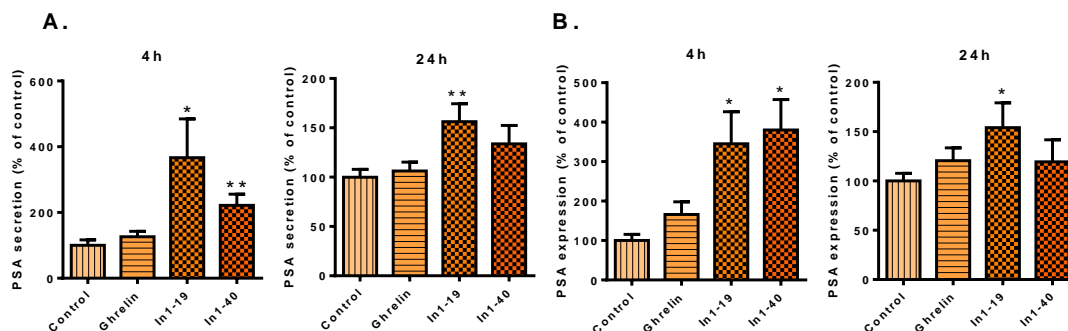 A.
B.
4h
PSA secretion (% of control)
600
400
200
0
*
**
Control
Ghrelin
In1-19
In1-40
24h
PSA secretion (% of control)
200
150
100
50
0
**
Control
Ghrelin
In1-19
In1-40
4h
PSA expression (% of control)
500
400
300
200
100
0
*
*
Control
Ghrelin
In1-19
In1-40
24h
PSA expression (% of control)
200
150
100
50
0
*
Control
Ghrelin
In1-19
In1-40